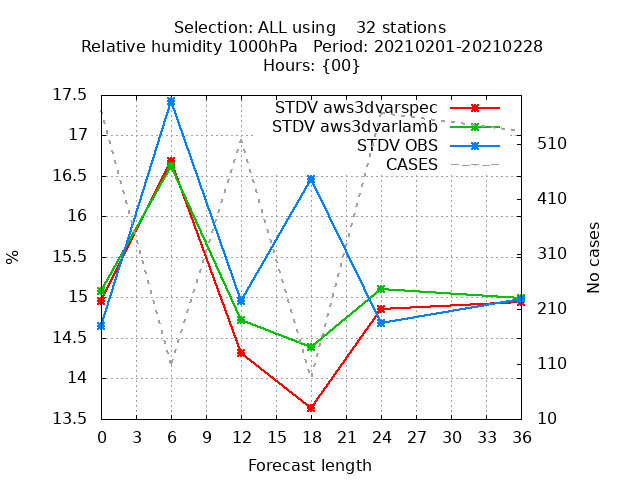 Selection: ALL using    32 stations
Relative humidity 1000hPa   Period: 20210201-20210228
Hours: {00}
STDV aws3dvarspec
STDV aws3dvarlamb
STDV OBS
CASES
%
17.5
17
16.5
16
15.5
15
14.5
14
13.5
No cases
510
410
310
210
110
10
0 3 6 9 12 15 18 21 24 27 30 33 36
Forecast length